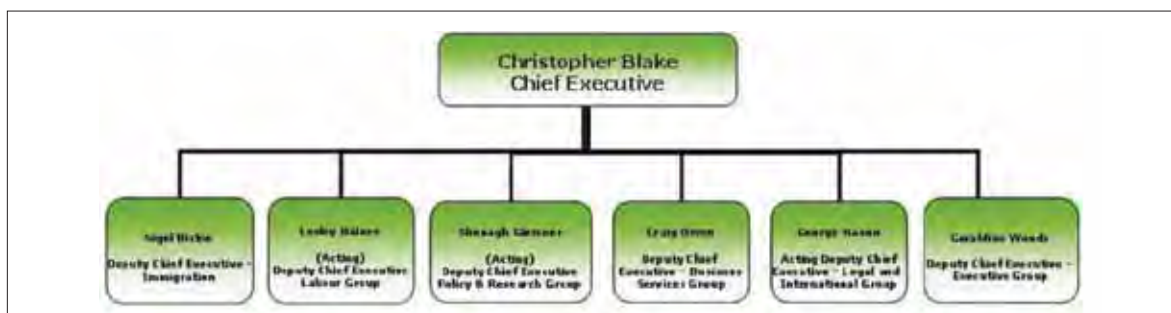 Christopher Blake
Chief Executive
Nigel Bickle
Deputy Chief Executive –
Immigration
Lesley
(Acting)
Deputy Chief Executive
Labour Group
Shenagh
(Acting)
Deputy Chief Executive
Policy & Research Group
Craig Owen
Deputy Chief
Executive – Business
Services Group
George Mason
Acting Deputy Chief
Executive – Legal and
International Group
Geraldine Woods
Deputy Chief Executive –
Executive Group